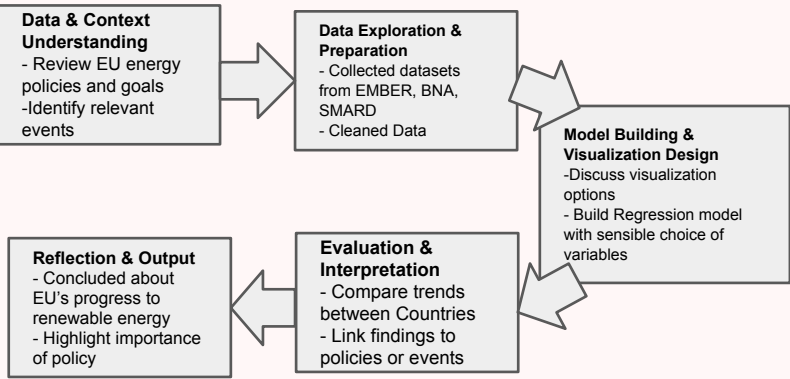 Data & Context
Understanding
- Review EU energy
policies and goals
-Identify relevant
events
Data Exploration &
Preparation
- Collected datasets
from EMBER, BNA,
SMARD
- Cleaned Data
Model Building &
Visualization Design
-Discuss visualization
options
- Build Regression model
with sensible choice of
variables
Evaluation &
Interpretation
- Compare trends
between Countries
- Link findings to
policies or events
Reflection & Output
- Concluded about
EU's progress to
renewable energy
- Highlight importance
of policy